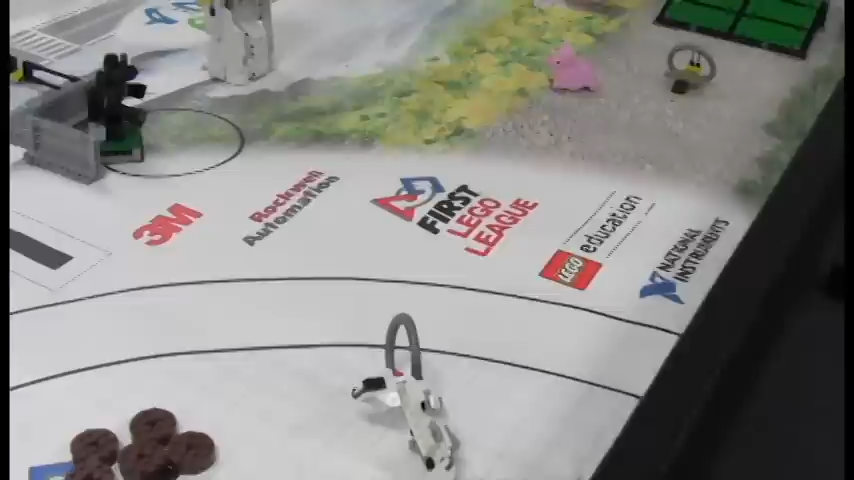 3M
Rockwell
Automation
FIRST
LEGO
LEAGUE
LEGO
education
NATIONAL
INSTRUMENTS